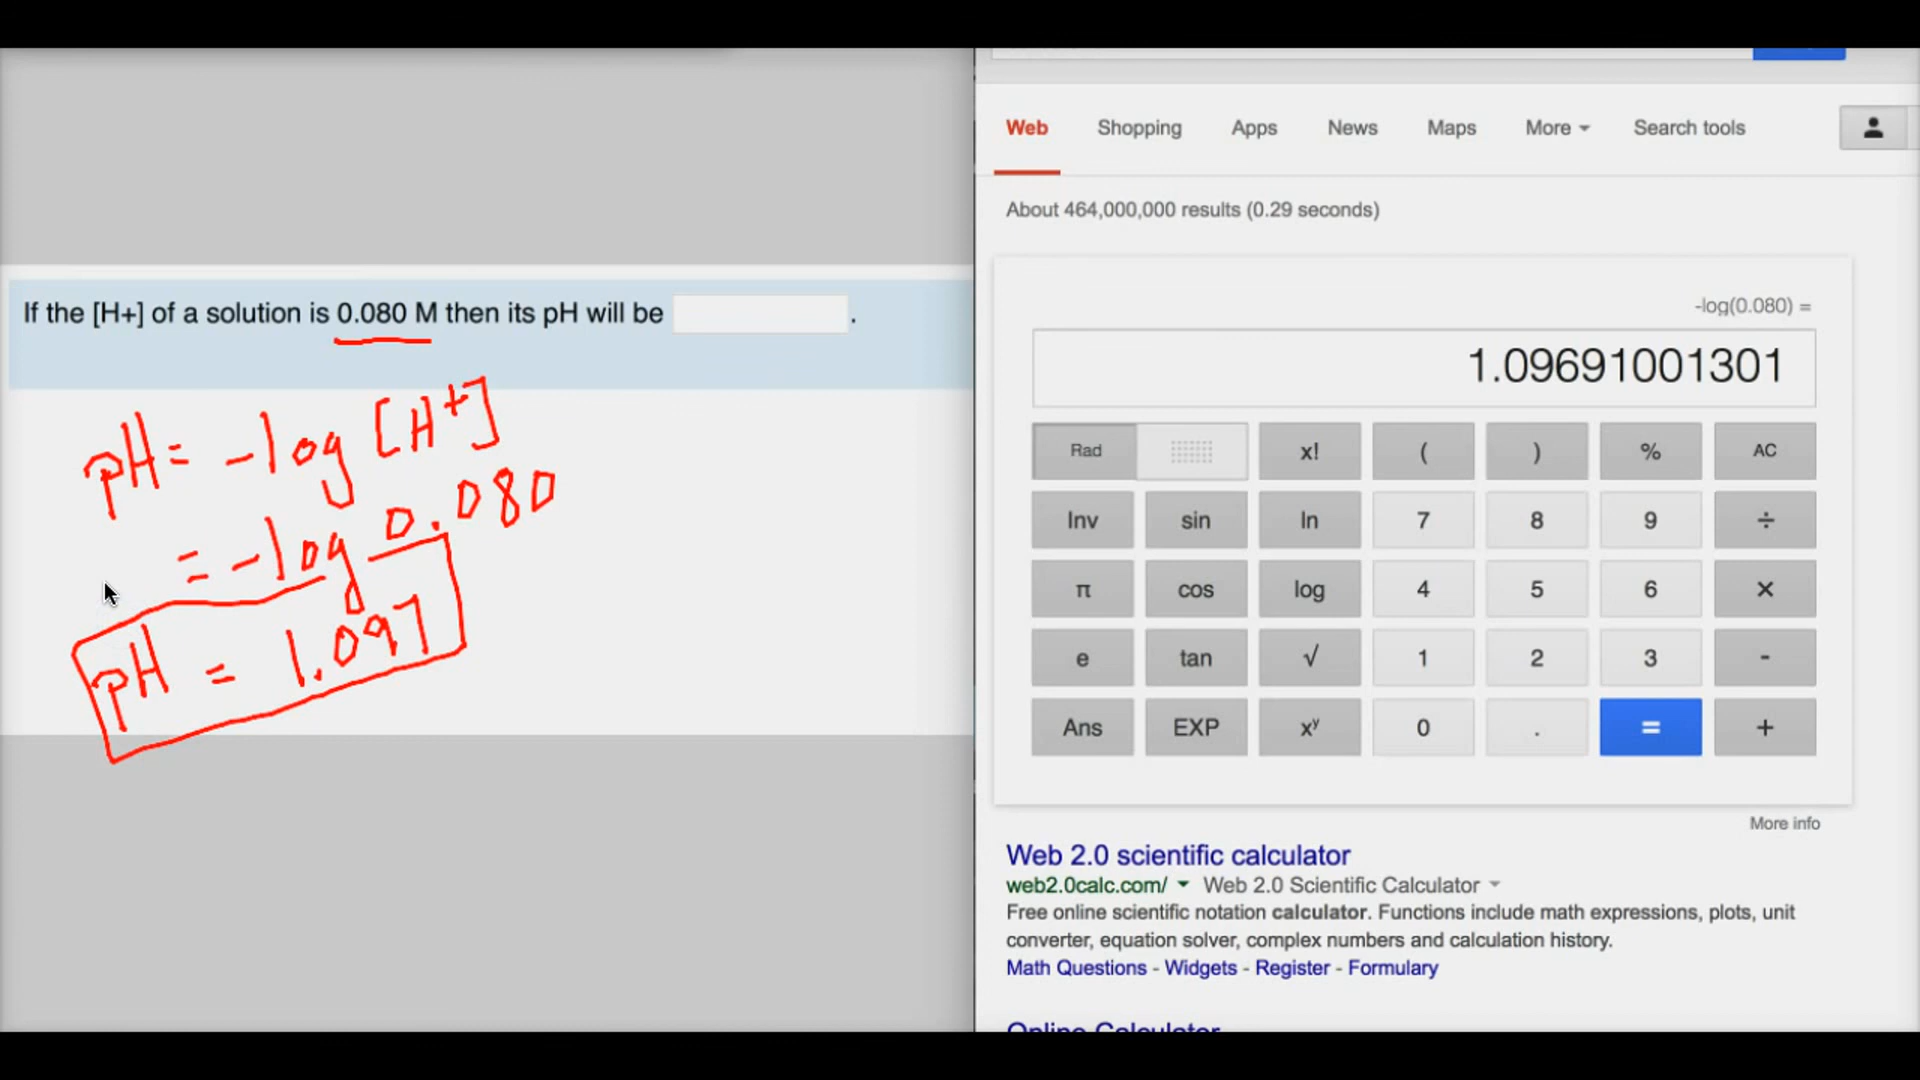 If the [H+] of a solution is 0.080 M then its pH will be .
pH = -log [H+]
= -log 0.080
pH = 1.097
Web Shopping Apps News Maps More Search tools
About 464,000,000 results (0.29 seconds)
-log(0.080) =
1.09691001301
Rad x! ( ) % AC
Inv sin ln 7 8 9 ÷
π cos log 4 5 6 ×
e tan √ 1 2 3 -
Ans EXP xʸ 0 . = +
More info
Web 2.0 scientific calculator
web2.0calc.com/ Web 2.0 Scientific Calculator
Free online scientific notation calculator. Functions include math expressions, plots, unit
converter, equation solver, complex numbers and calculation history.
Math Questions - Widgets - Register - Formulary
Online Calculator